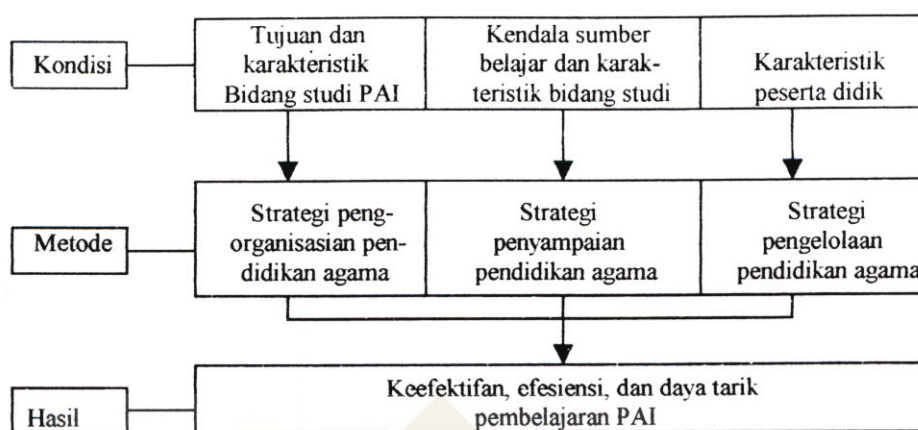 Kondisi
Tujuan dan
karakteristik
Bidang studi PAI
Kendala sumber
belajar dan karak-
teristik bidang studi
Karakteristik
peserta didik
Metode
Strategi peng-
organisasian pen-
didikan agama
Strategi
penyampaian
pendidikan agama
Strategi
pengelolaan
pendidikan agama
Hasil
Keefektifan, efesiensi, dan daya tarik
pembelajaran PAI